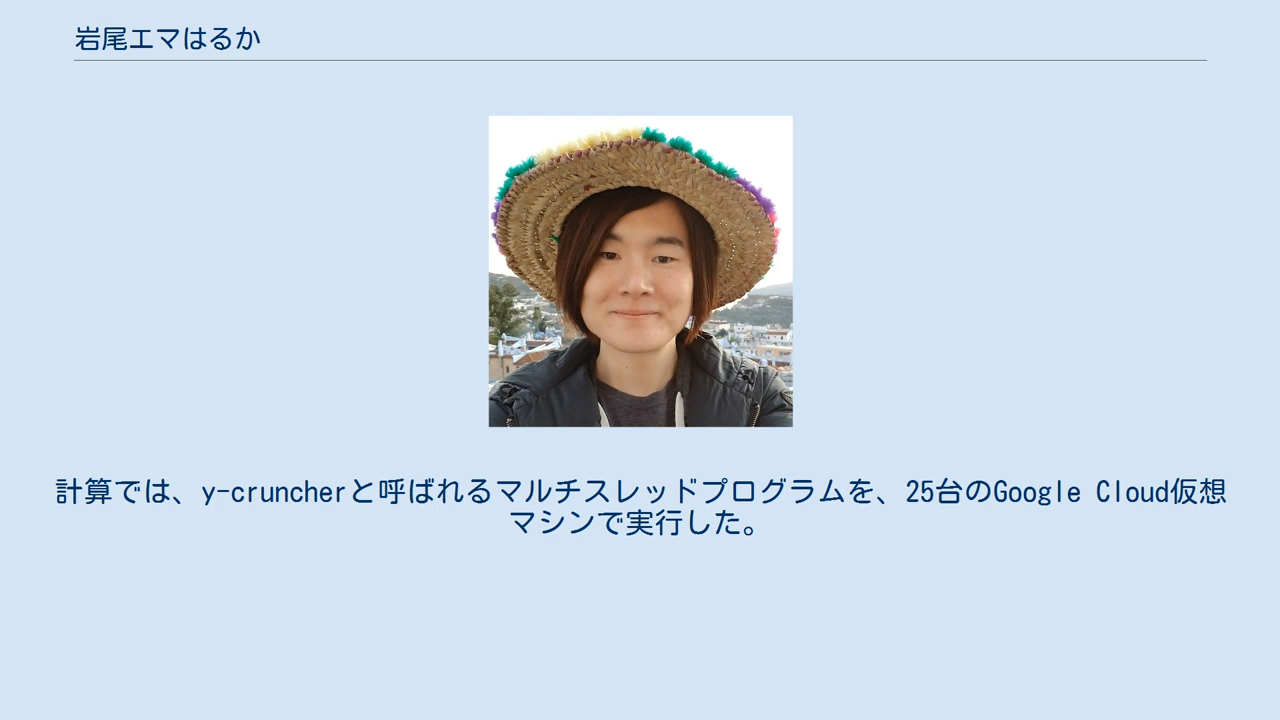 岩尾エマはるか
計算では、y-cruncherと呼ばれるマルチスレッドプログラムを、25台のGoogle Cloud仮想
マシンで実行した。